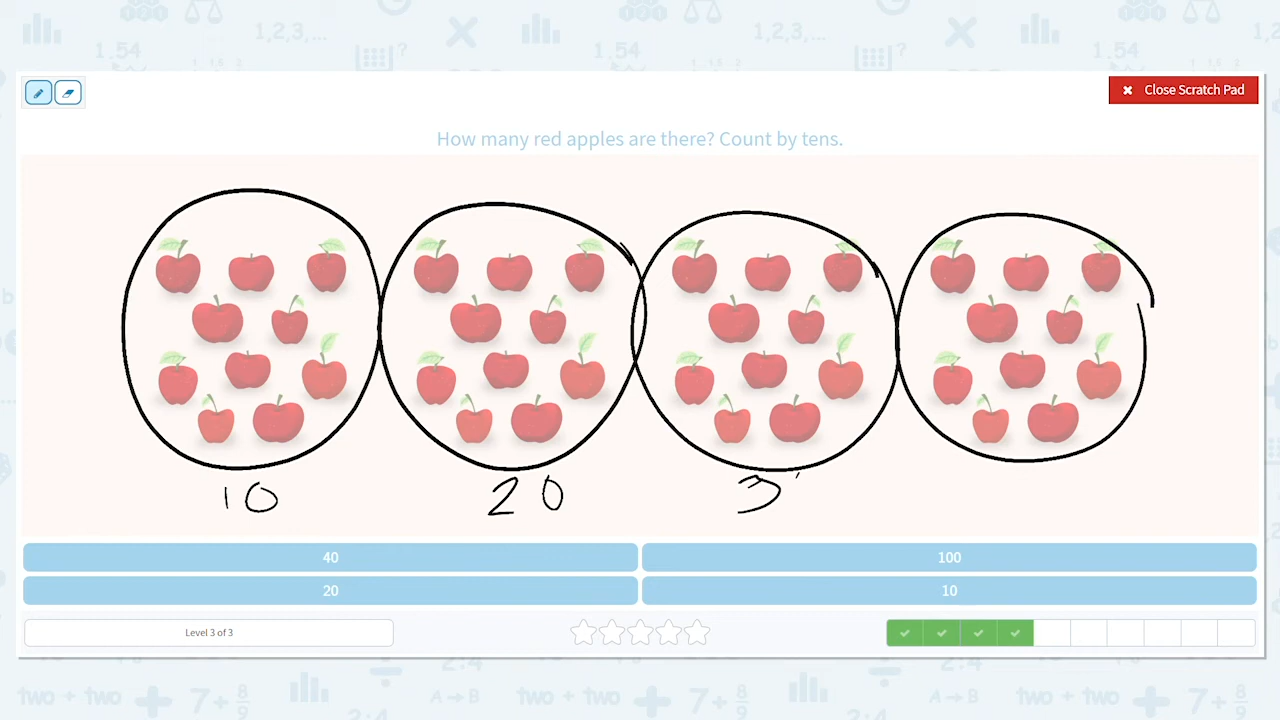 Close Scratch Pad
How many red apples are there? Count by tens.
10 20 3
40 100
20 10
Level 3 of 3